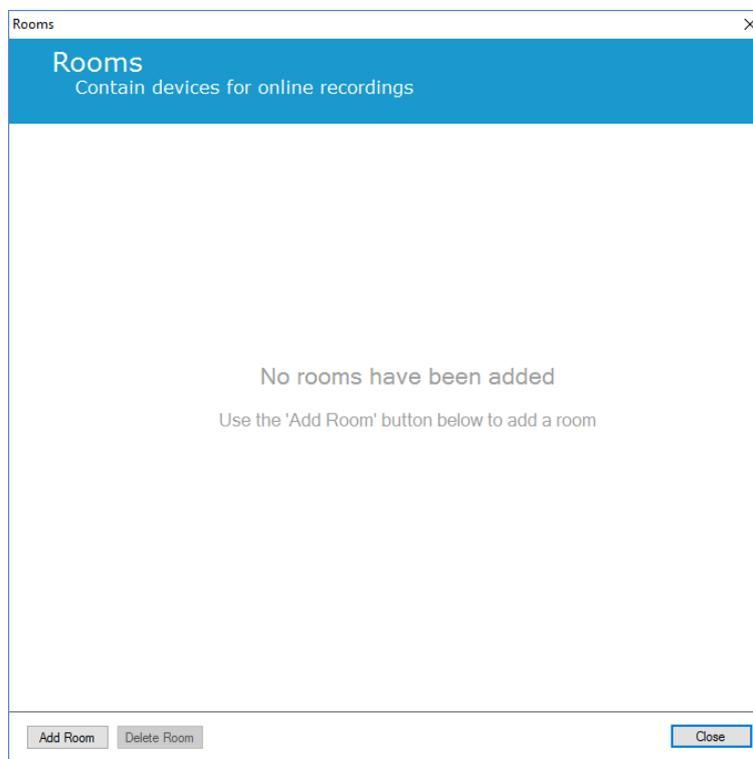 Rooms
Rooms
Contain devices for online recordings
No rooms have been added
Use the 'Add Room' button below to add a room
Add Room Delete Room Close